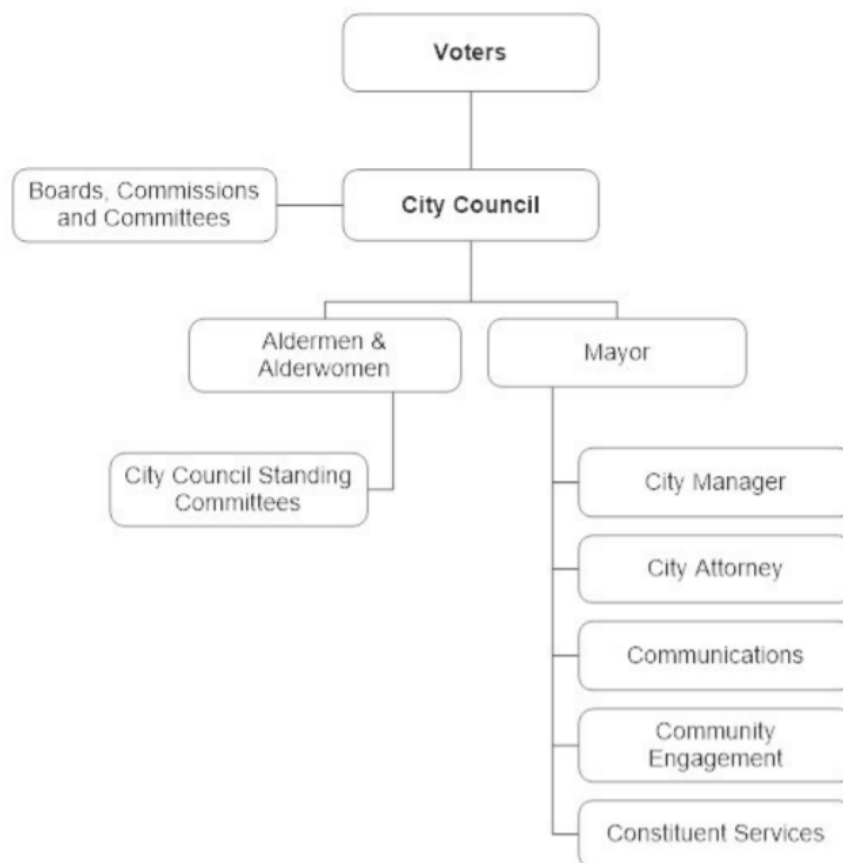 Voters
Boards, Commissions
and Committees
City Council
Aldermen &
Alderwomen
Mayor
City Council Standing
Committees
City Manager
City Attorney
Communications
Community
Engagement
Constituent Services